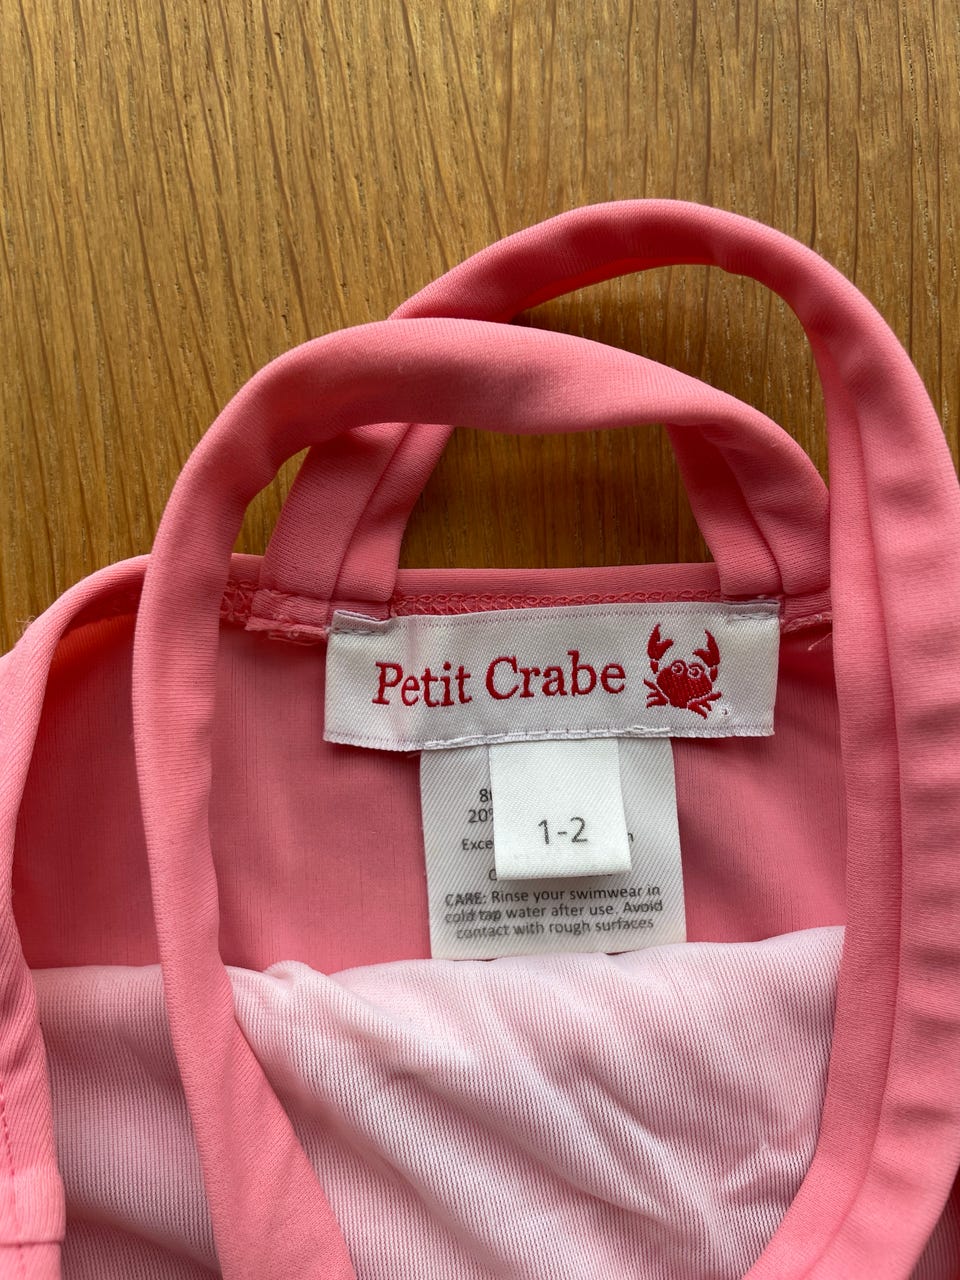 Petit Crabe
1-2
20%
CARE: Rinse your swimwear in
cold tap water after use. Avoid
contact with rough surfaces